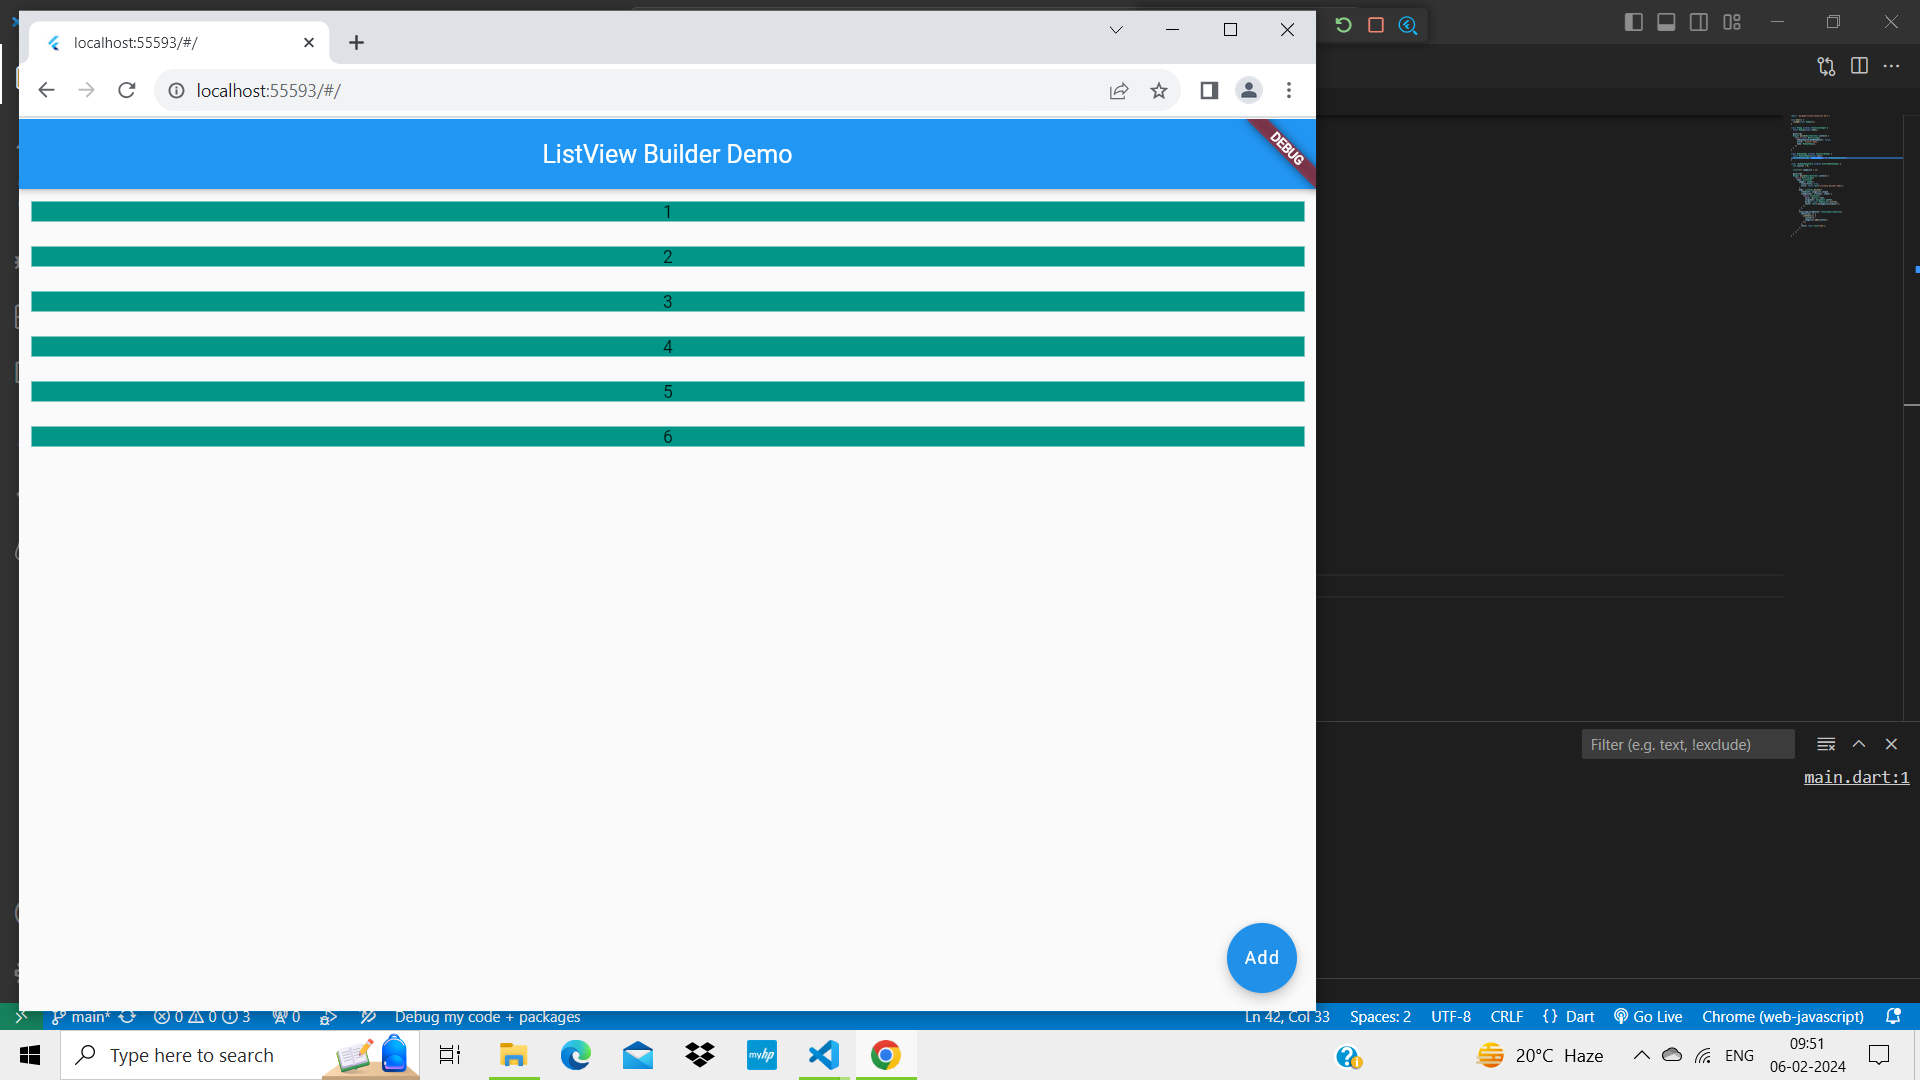 localhost:55593/#/
localhost:55593/#/
ListView Builder Demo
DEBUG
1
2
3
4
5
6
Add
Filter (e.g. text, !exclude)
main.dart:1
main* 0 0 3 0 Debug my code + packages Ln 42, Col 33 Spaces: 2 UTF-8 CRLF {} Dart Go Live Chrome (web-javascript)
Type here to search
myhp
20°C Haze
ENG
09:51
06-02-2024